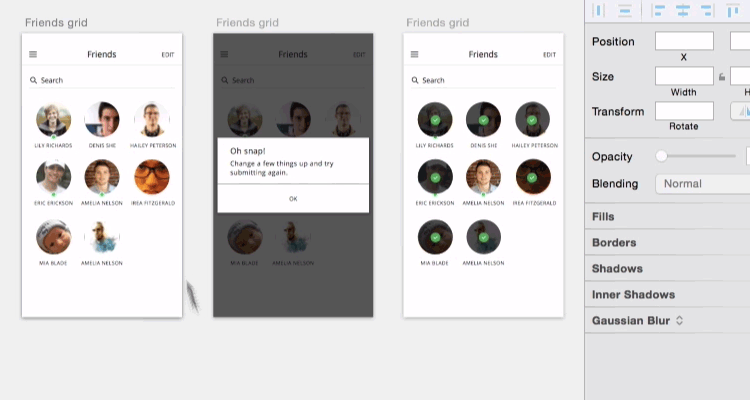 Friends grid
Friends
EDIT
Search
LILY RICHARDS
DENIS SHE
HAILEY PETERSON
ERIC ERICKSON
AMELIA NELSON
IREA FITZGERALD
MIA BLADE
AMELIA NELSON
Friends grid
Friends
EDIT
Search
Oh snap!
Change a few things up and try
submitting again.
OK
MIA BLADE
AMELIA NELSON
Friends grid
Friends
EDIT
Search
LILY RICHARDS
DENIS SHE
HAILEY PETERSON
ERIC ERICKSON
AMELIA NELSON
IREA FITZGERALD
MIA BLADE
AMELIA NELSON
Position
X
Size
Width
H
Transform
Rotate
Opacity
Blending
Normal
Fills
Borders
Shadows
Inner Shadows
Gaussian Blur